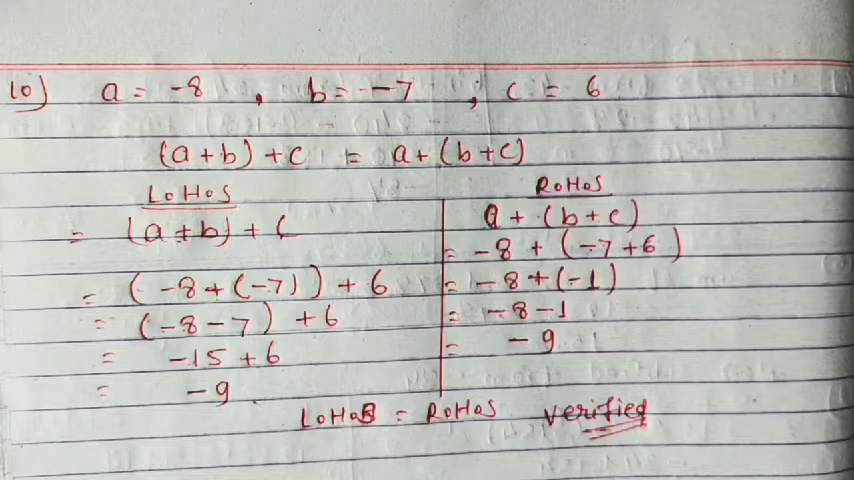 10) a = -8 , b = -7 , c = 6
(a+b)+c = a+(b+c)
L.H.S
= (a+b)+c
= (-8+(-7))+6
= (-8-7)+6
= -15+6
= -9
R.H.S
a+(b+c)
= -8+(-7+6)
= -8+(-1)
= -8-1
= -9
L.H.S = R.H.S verified